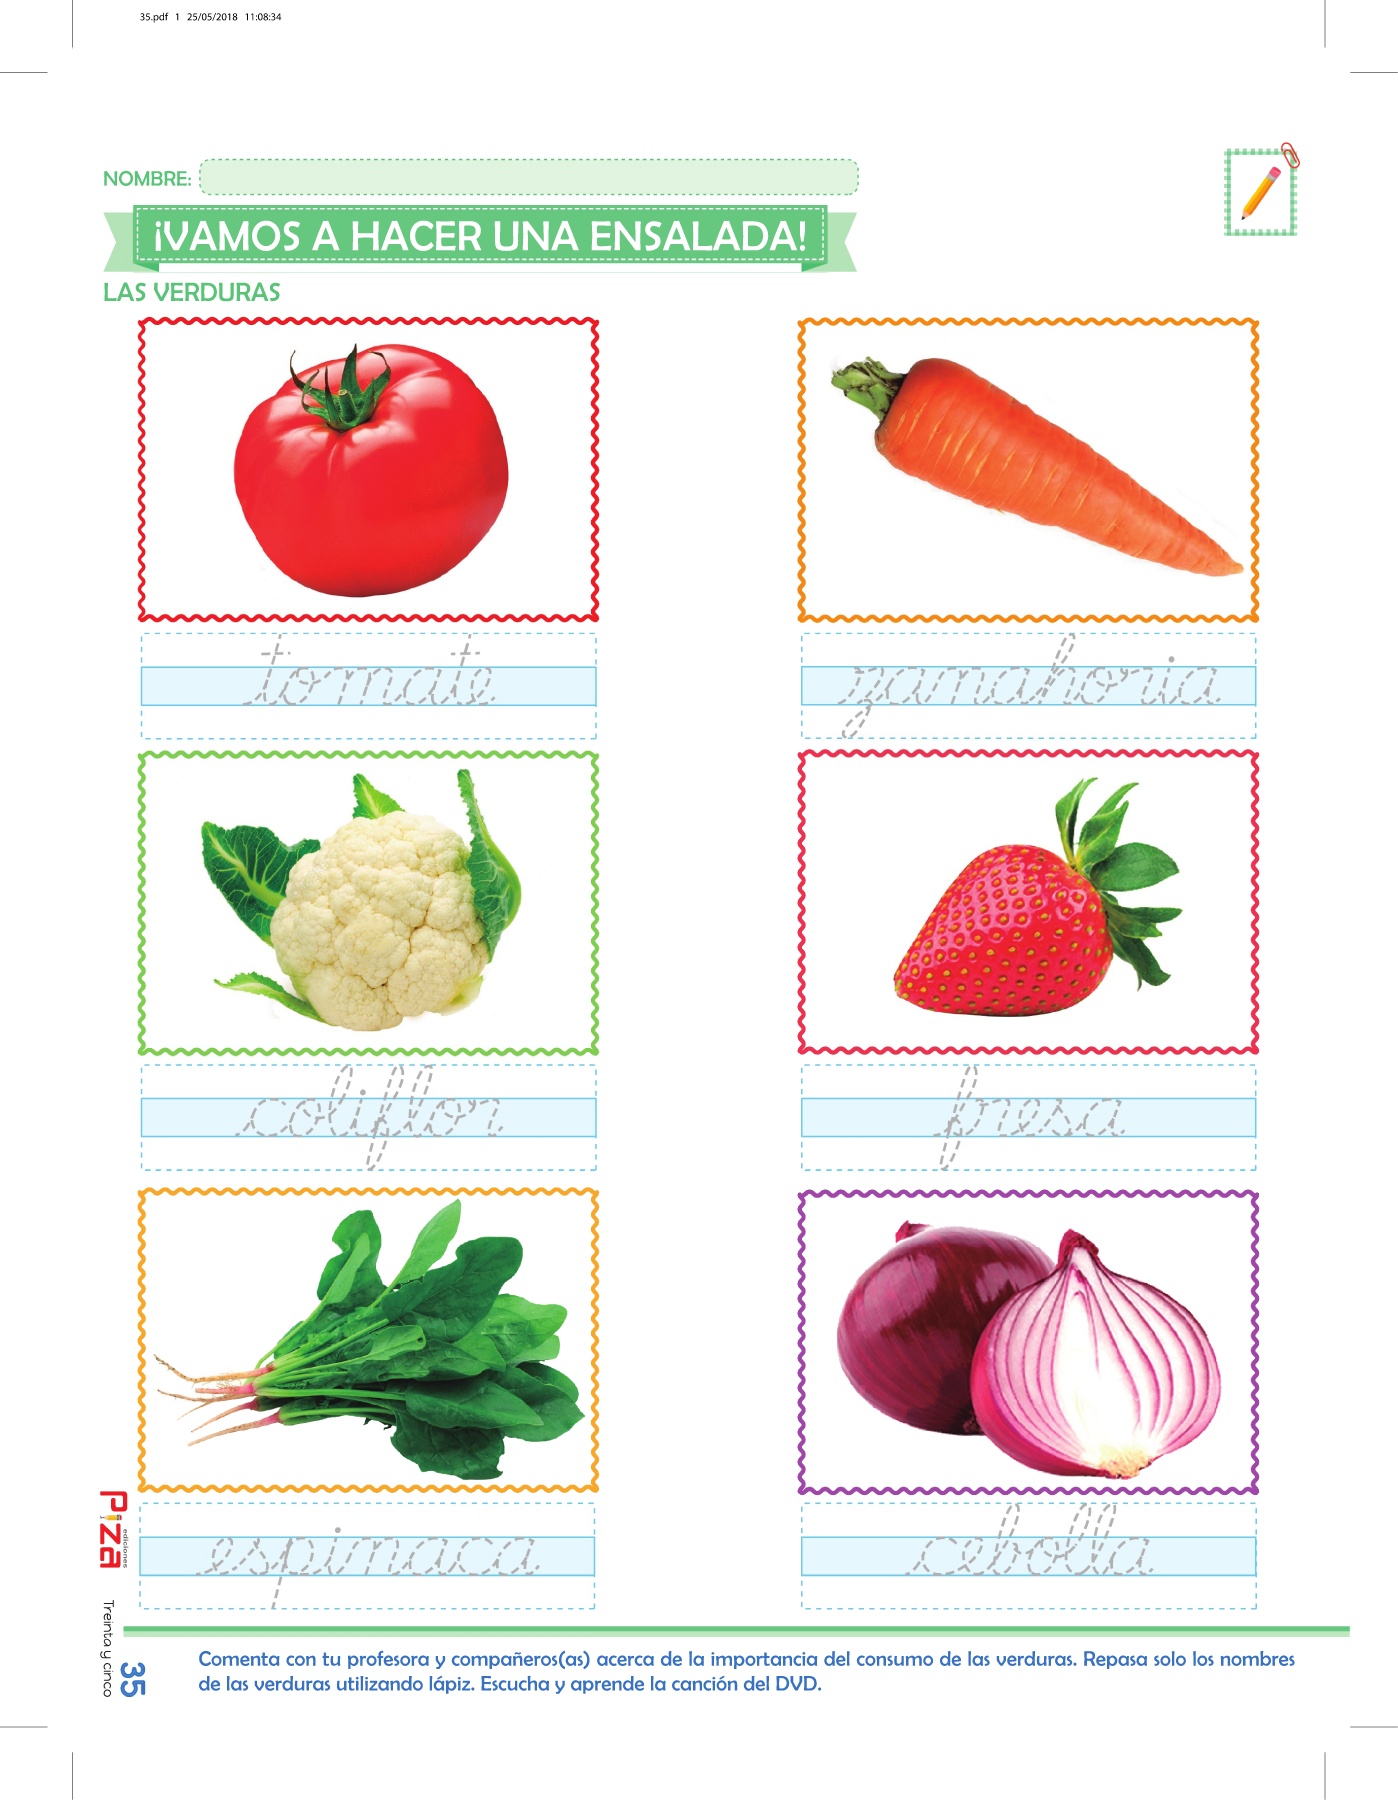 35.pdf 1 25/05/2018 11:08:34
NOMBRE:
¡VAMOS A HACER UNA ENSALADA!
LAS VERDURAS
tomate
zanahoria
coliflor
fresa
espinaca
cebolla
Piza ediciones
Treinta y cinco
35
Comenta con tu profesora y compañeros(as) acerca de la importancia del consumo de las verduras. Repasa solo los nombres
de las verduras utilizando lápiz. Escucha y aprende la canción del DVD.